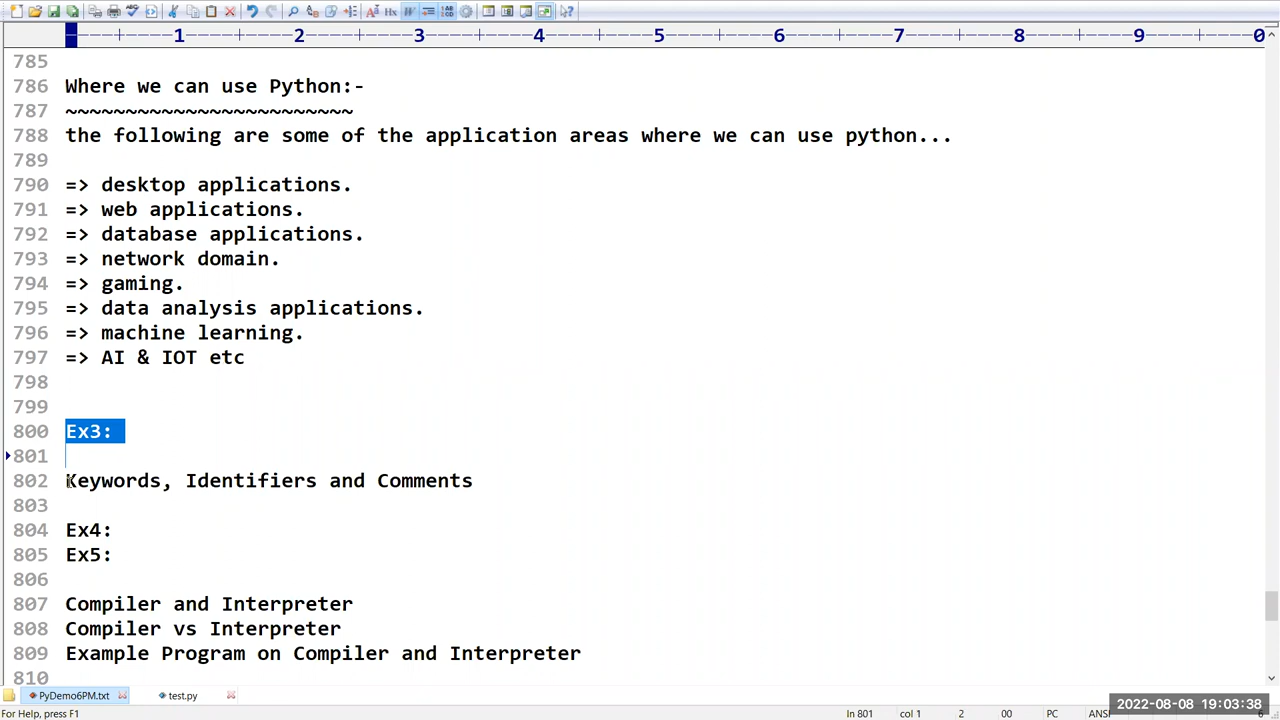 1 2 3 4 5 6 7 8 9 0
785
786 Where we can use Python:-
787 ~~~~~~~~~~~~~~~~~~~~~~~~
788 the following are some of the application areas where we can use python...
789
790 => desktop applications.
791 => web applications.
792 => database applications.
793 => network domain.
794 => gaming.
795 => data analysis applications.
796 => machine learning.
797 => AI & IOT etc
798
799
800 Ex3:
801
802 Keywords, Identifiers and Comments
803
804 Ex4:
805 Ex5:
806
807 Compiler and Interpreter
808 Compiler vs Interpreter
809 Example Program on Compiler and Interpreter
810
PyDemo6PM.txt test.py
2022-08-08 19:03:38
For Help, press F1 ln 801 col 1 2 00 PC ANSI